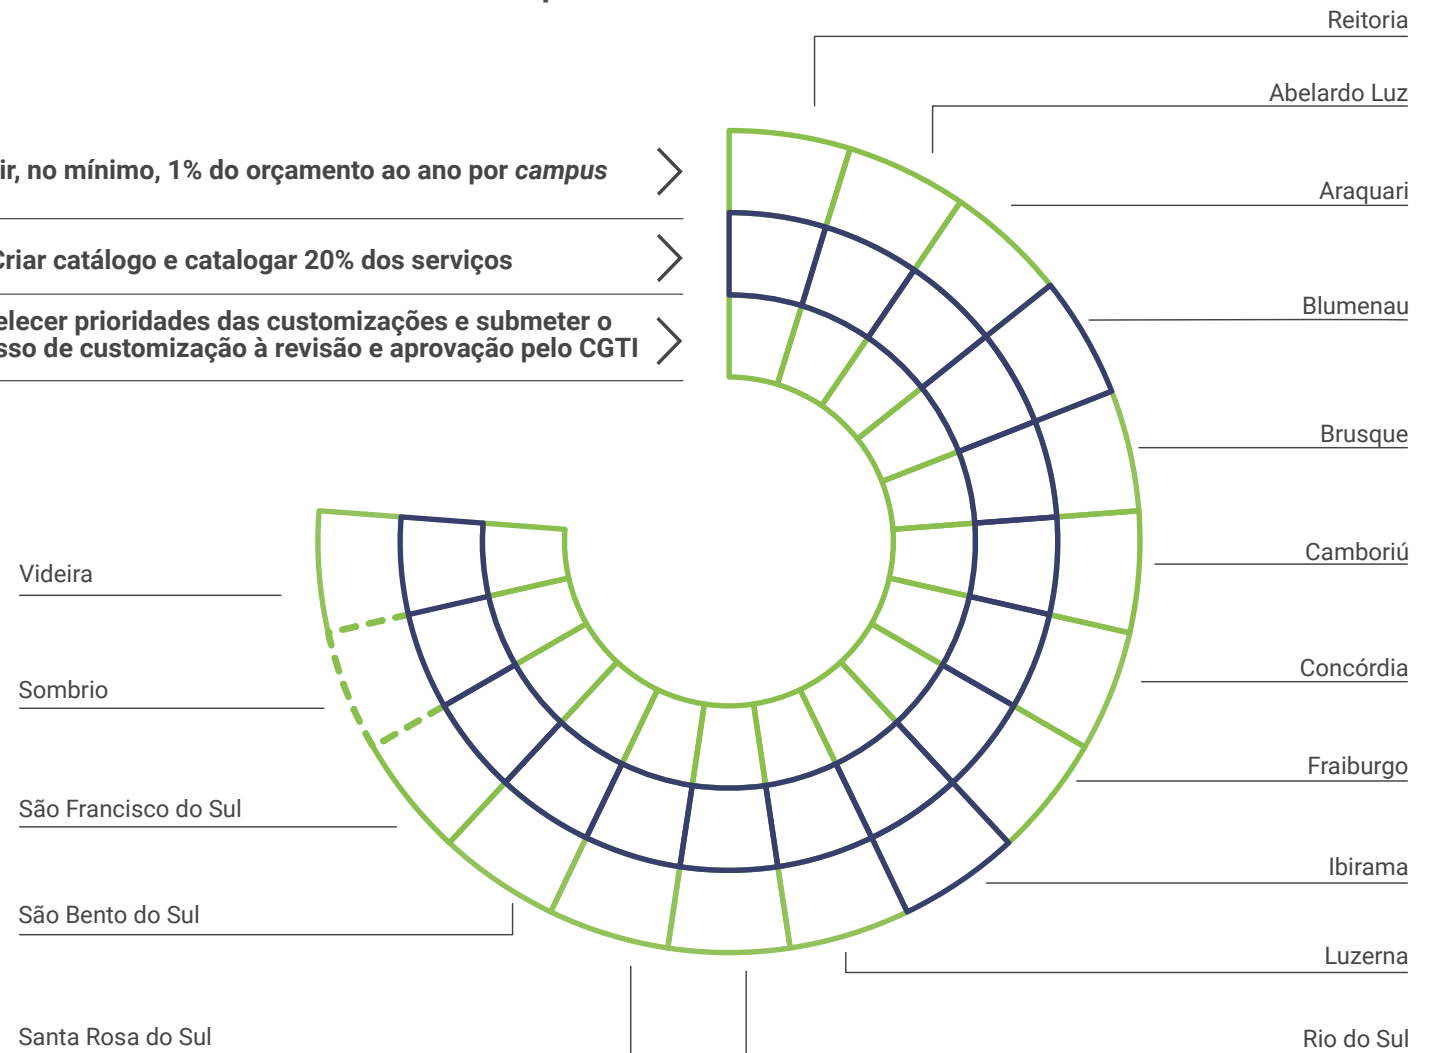 Reitoria
Abelardo Luz
Araquari
Blumenau
Brusque
Camboriú
Concórdia
Fraiburgo
Ibirama
Luzerna
Rio do Sul
ir, no mínimo, 1% do orçamento ao ano por campus
Criar catálogo e catalogar 20% dos serviços
elecer prioridades das customizações e submeter o
sso de customização à revisão e aprovação pelo CGTI
Videira
Sombrio
São Francisco do Sul
São Bento do Sul
Santa Rosa do Sul